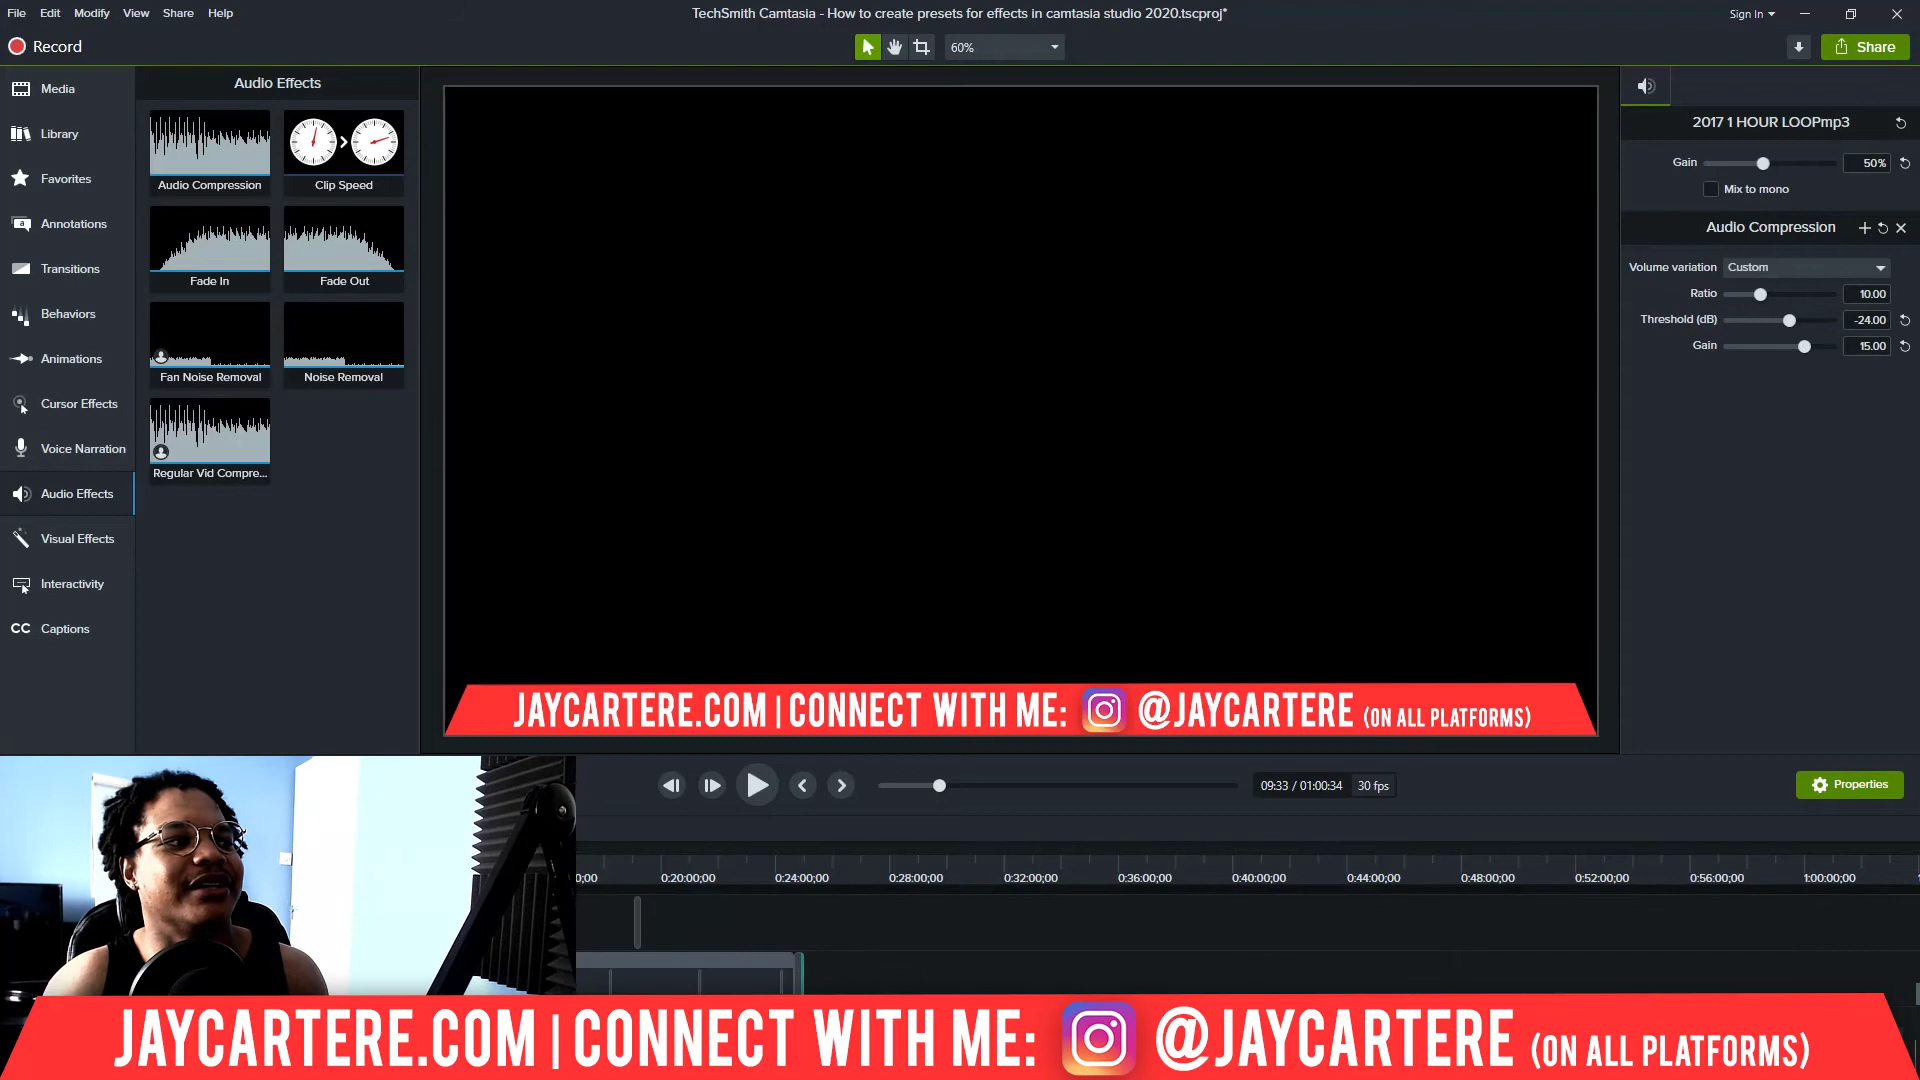 File Edit Modify View Share Help
TechSmith Camtasia - How to create presets for effects in camtasia studio 2020.tscproj*
Sign In
Record
60%
Share
Media
Library
Favorites
Annotations
Transitions
Behaviors
Animations
Cursor Effects
Voice Narration
Audio Effects
Visual Effects
Interactivity
CC Captions
Audio Effects
Audio Compression
Clip Speed
Fade In
Fade Out
Fan Noise Removal
Noise Removal
Regular Vid Compre...
2017 1 HOUR LOOPmp3
Gain 50%
Mix to mono
Audio Compression
Volume variation Custom
Ratio 10.00
Threshold (dB) -24.00
Gain 15.00
JAYCARTERE.COM | CONNECT WITH ME: @JAYCARTERE (ON ALL PLATFORMS)
09:33 / 01:00:34 30 fps
Properties
0;00 0:20:00;00 0:24:00;00 0:28:00;00 0:32:00;00 0:36:00;00 0:40:00;00 0:44:00;00 0:48:00;00 0:52:00;00 0:56:00;00 1:00:00;00
JAYCARTERE.COM | CONNECT WITH ME: @JAYCARTERE (ON ALL PLATFORMS)